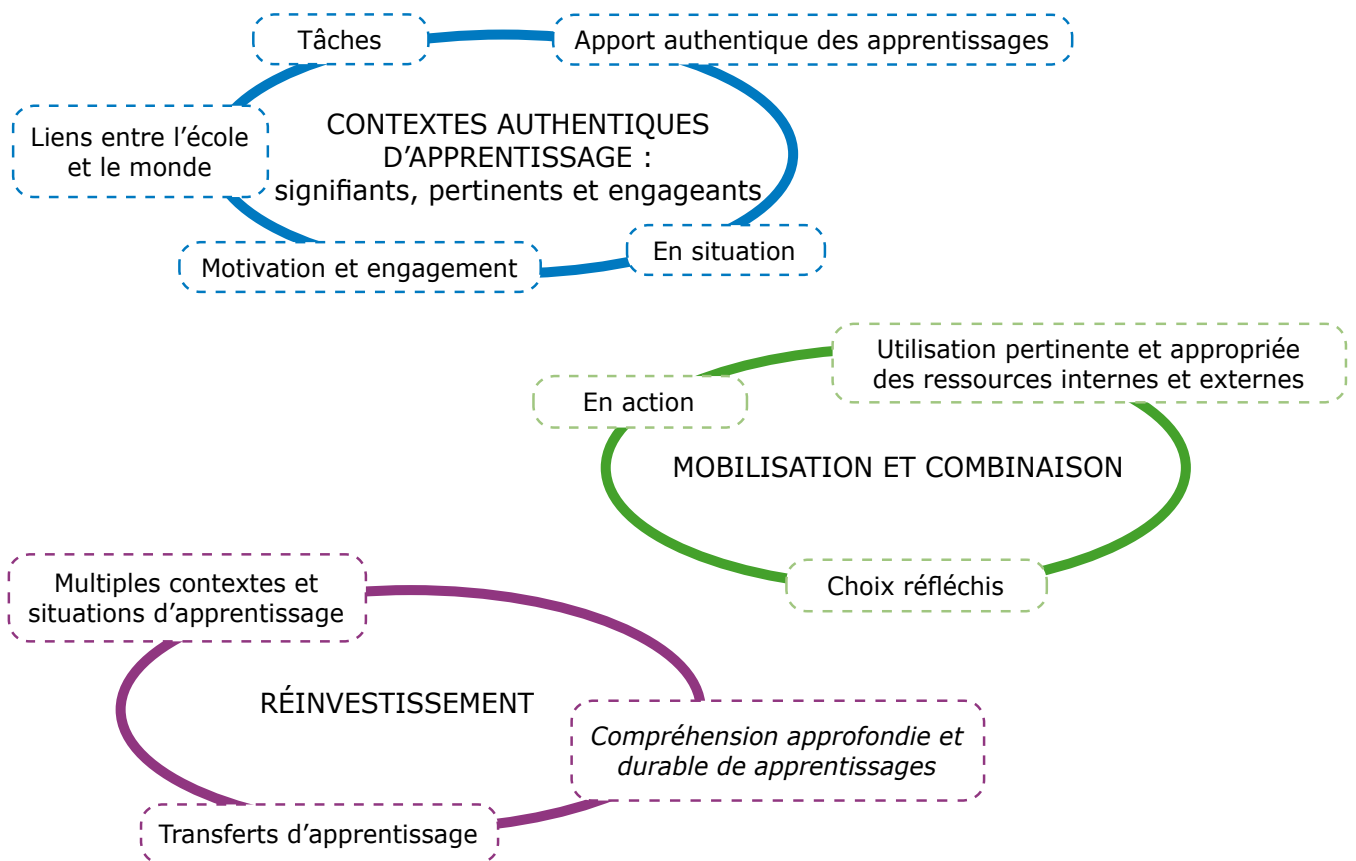 Tâches
Apport authentique des apprentissages
Liens entre l’école
et le monde
CONTEXTES AUTHENTIQUES
D’APPRENTISSAGE :
signifiants, pertinents et engageants
En situation
Motivation et engagement
Utilisation pertinente et appropriée
des ressources internes et externes
En action
MOBILISATION ET COMBINAISON
Choix réfléchis
Multiples contextes et
situations d’apprentissage
RÉINVESTISSEMENT
Compréhension approfondie et
durable de apprentissages
Transferts d’apprentissage